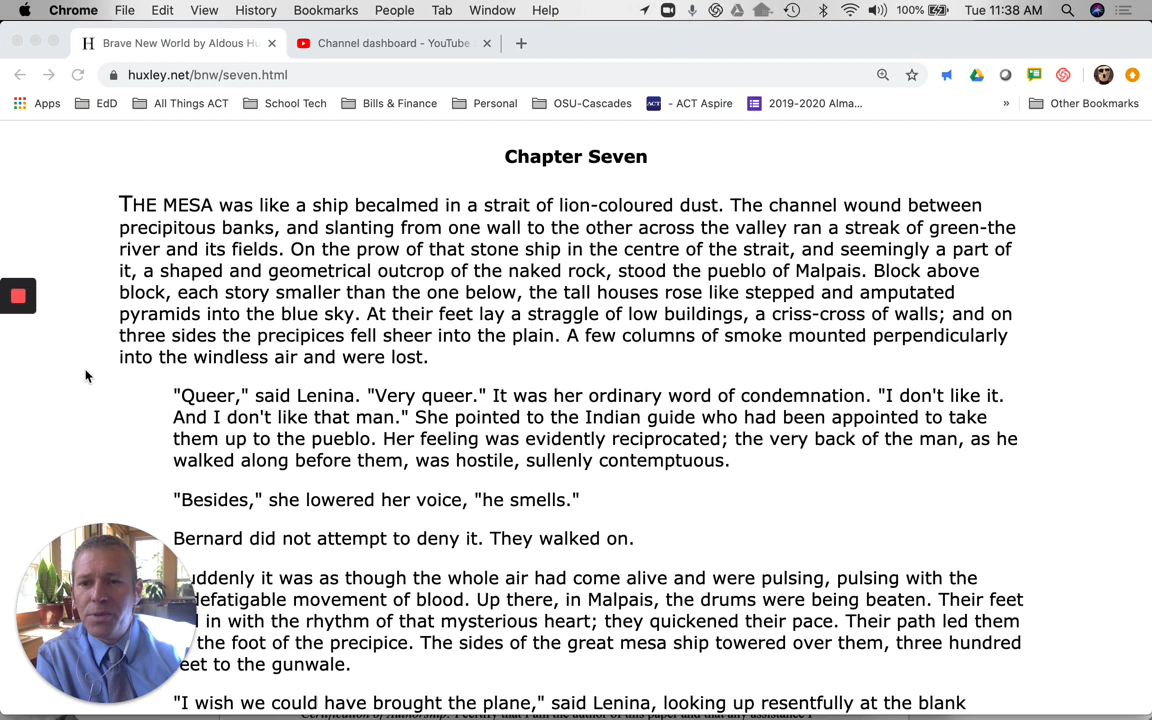 Chrome File Edit View History Bookmarks People Tab Window Help 100% Tue 11:38 AM
Brave New World by Aldous Hu Channel dashboard - YouTube
huxley.net/bnw/seven.html
Apps EdD All Things ACT School Tech Bills & Finance Personal OSU-Cascades ACT - ACT Aspire 2019-2020 Alma... » Other Bookmarks
Chapter Seven
THE MESA was like a ship becalmed in a strait of lion-coloured dust. The channel wound between
precipitous banks, and slanting from one wall to the other across the valley ran a streak of green-the
river and its fields. On the prow of that stone ship in the centre of the strait, and seemingly a part of
it, a shaped and geometrical outcrop of the naked rock, stood the pueblo of Malpais. Block above
block, each story smaller than the one below, the tall houses rose like stepped and amputated
pyramids into the blue sky. At their feet lay a straggle of low buildings, a criss-cross of walls; and on
three sides the precipices fell sheer into the plain. A few columns of smoke mounted perpendicularly
into the windless air and were lost.
"Queer," said Lenina. "Very queer." It was her ordinary word of condemnation. "I don't like it.
And I don't like that man." She pointed to the Indian guide who had been appointed to take
them up to the pueblo. Her feeling was evidently reciprocated; the very back of the man, as he
walked along before them, was hostile, sullenly contemptuous.
"Besides," she lowered her voice, "he smells."
Bernard did not attempt to deny it. They walked on.
uddenly it was as though the whole air had come alive and were pulsing, pulsing with the
defatigable movement of blood. Up there, in Malpais, the drums were being beaten. Their feet
in with the rhythm of that mysterious heart; they quickened their pace. Their path led them
the foot of the precipice. The sides of the great mesa ship towered over them, three hundred
eet to the gunwale.
"I wish we could have brought the plane," said Lenina, looking up resentfully at the blank